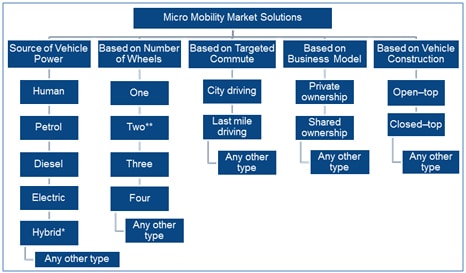 Micro Mobility Market Solutions
Source of Vehicle
Power
Human
Petrol
Diesel
Electric
Hybrid*
Any other type
Based on Number
of Wheels
One
Two**
Three
Four
Any other
type
Based on Targeted
Commute
City driving
Last mile
driving
Any other
type
Based on
Business Model
Private
ownership
Shared
ownership
Any other
type
Based on Vehicle
Construction
Open–top
Closed–top
Any other
type